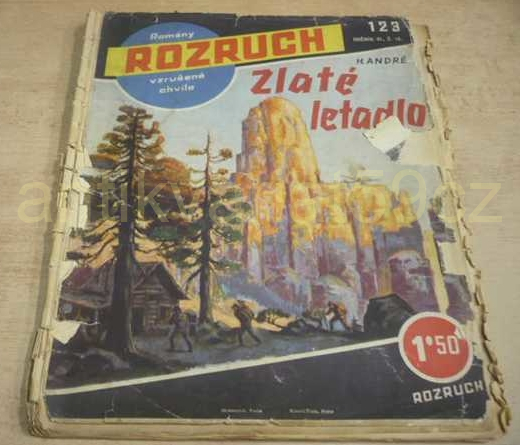 Romány
ROZRUCH
vzrušené
chvíle
123
H. ANDRÉ
Zlaté
letadlo
1•50
ROZRUCH